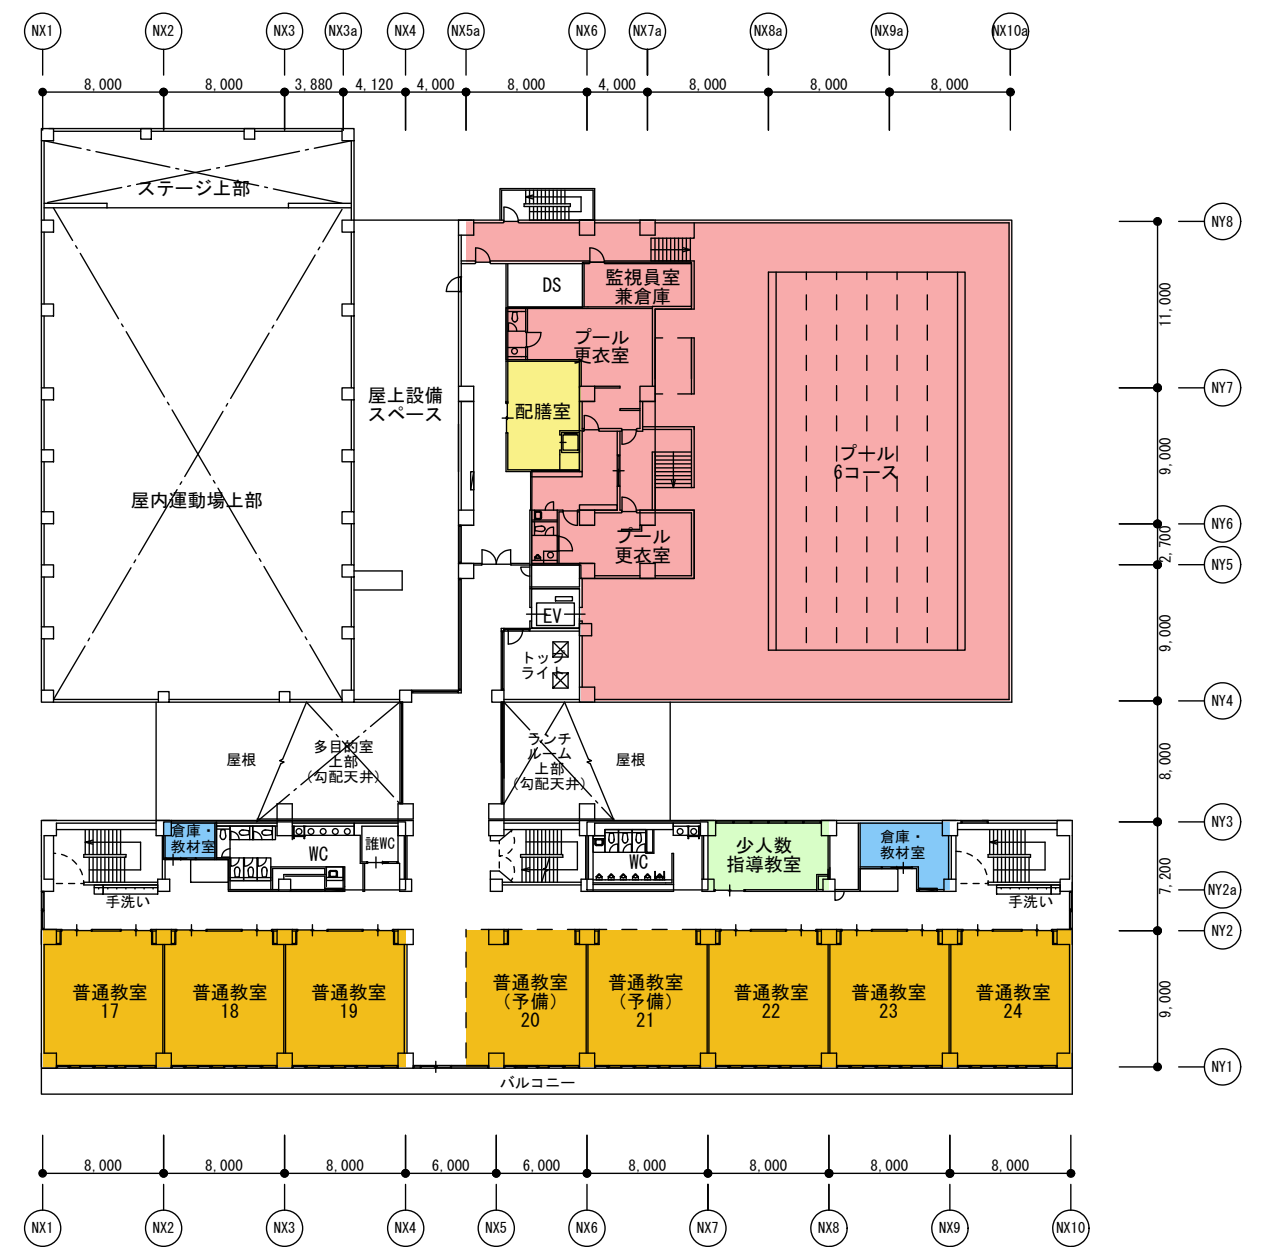 NX1 NX2 NX3 NX3a NX4 NX5a NX6 NX7a NX8a NX9a NX10a
8,000 8,000 3,880 4,120 4,000 8,000 4,000 8,000 8,000 8,000
ステージ上部
NY8
DS
監視員室
兼倉庫
11,000
プール
更衣室
屋上設備
スペース
配膳室
NY7
プール
6コース
9,000
屋内運動場上部
NY6
2,700
プール
更衣室
NY5
EV
9,000
トップ
ライト
NY4
屋根
多目的室
上部
(勾配天井)
ランチ
ルーム
上部
(勾配天井)
屋根
8,000
NY3
倉庫・
教材室
WC
誰WC
WC
少人数
指導教室
倉庫・
教材室
7,200
NY2a
手洗い
手洗い
NY2
普通教室
17
普通教室
18
普通教室
19
普通教室
(予備)
20
普通教室
(予備)
21
普通教室
22
普通教室
23
普通教室
24
9,000
NY1
バルコニー
8,000 8,000 8,000 6,000 6,000 8,000 8,000 8,000 8,000
NX1 NX2 NX3 NX4 NX5 NX6 NX7 NX8 NX9 NX10